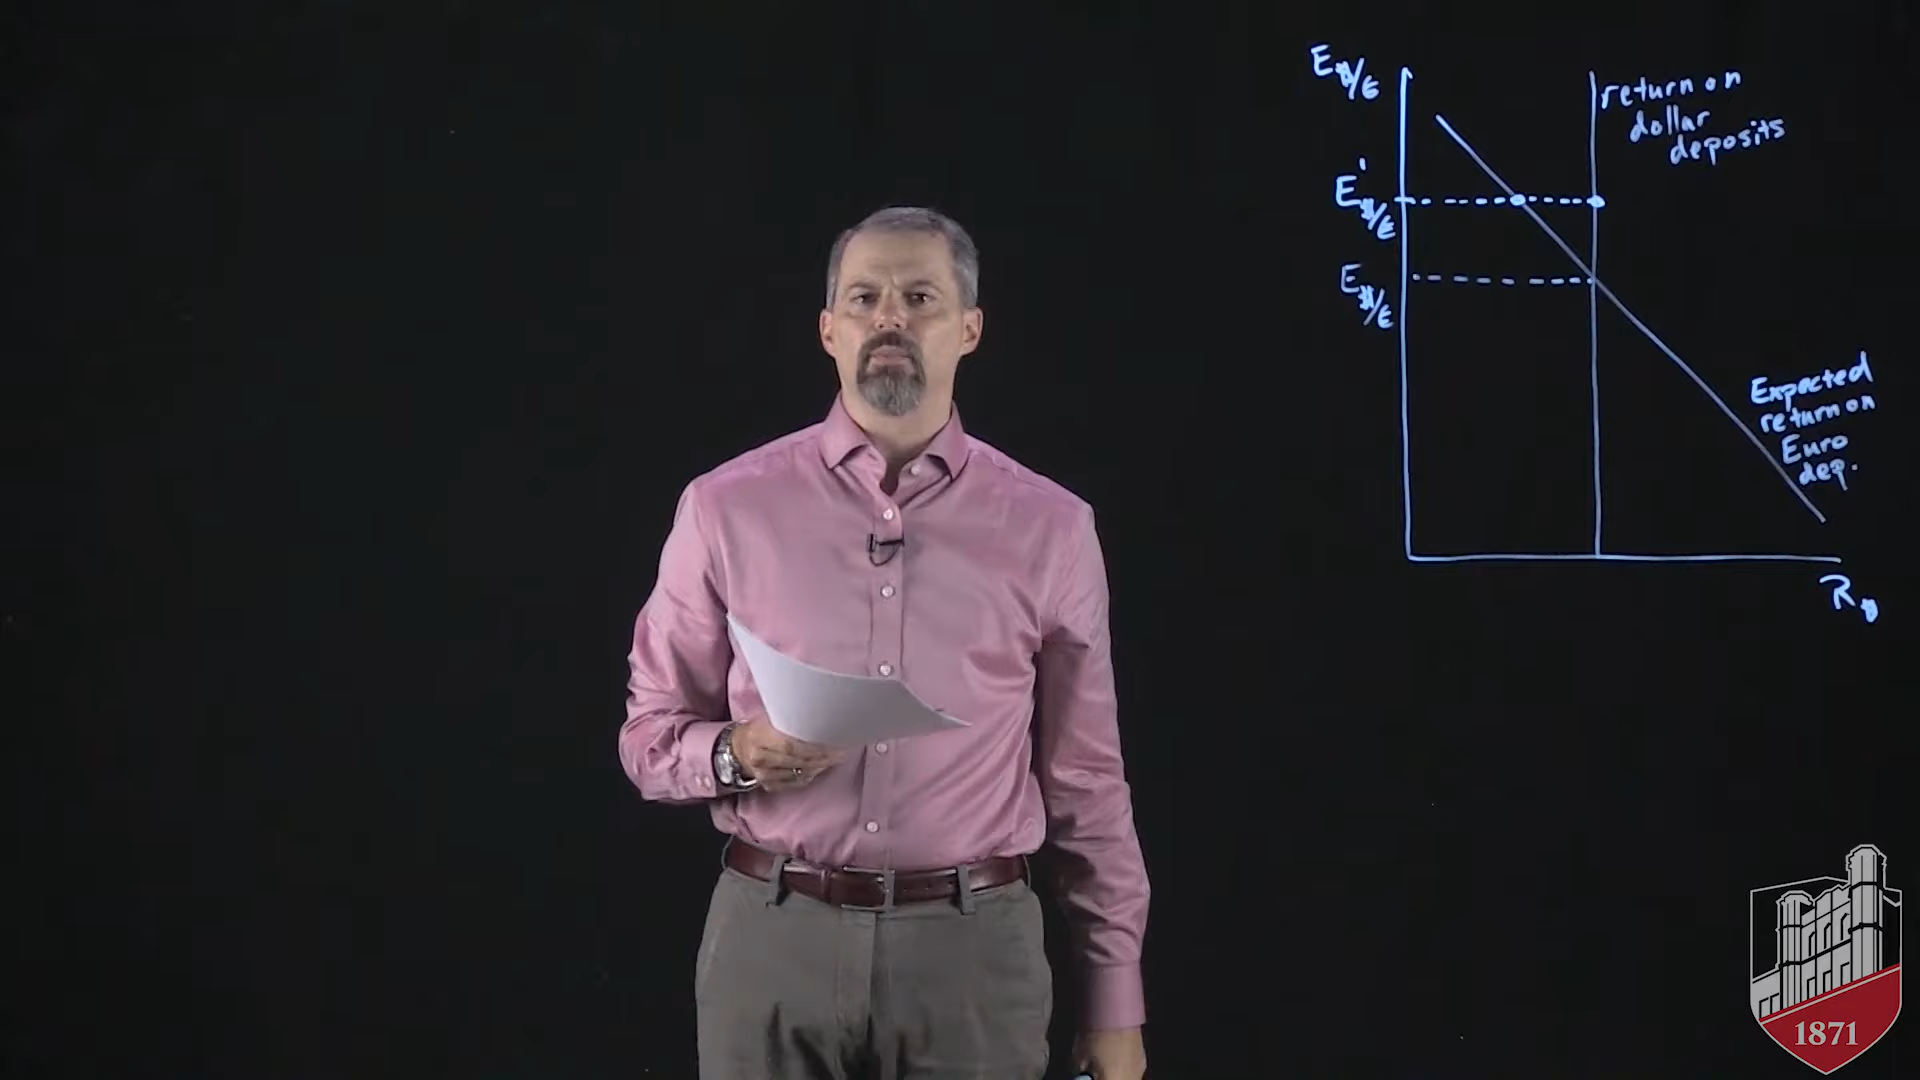 E$/€
return on
dollar
deposits
E'$/€
E$/€
Expected
return on
Euro
dep.
R$
1871